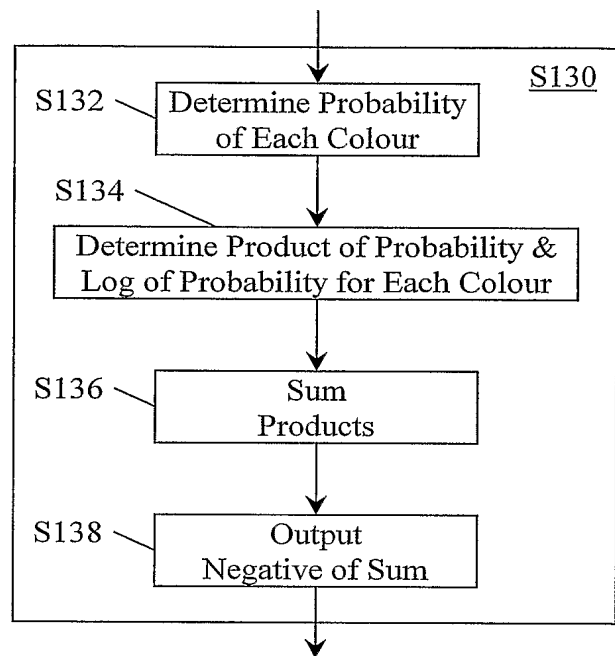 S130
S132
Determine Probability
of Each Colour
S134
Determine Product of Probability &
Log of Probability for Each Colour
S136
Sum
Products
S138
Output
Negative of Sum